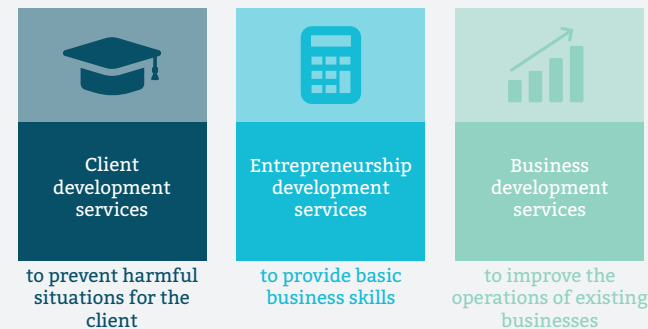 Client
development
services
to prevent harmful
situations for the
client
Entrepreneurship
development
services
to provide basic
business skills
Business
development
services
to improve the
operations of existing
businesses